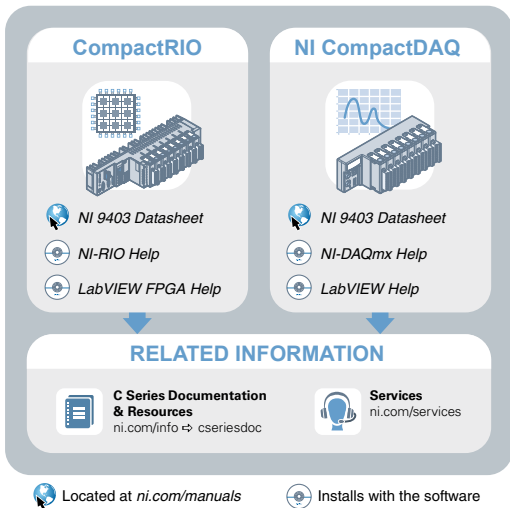 CompactRIO
NI 9403 Datasheet
NI-RIO Help
LabVIEW FPGA Help
NI CompactDAQ
NI 9403 Datasheet
NI-DAQmx Help
LabVIEW Help
RELATED INFORMATION
C Series Documentation
& Resources
ni.com/info ⇨ cseriesdoc
Services
ni.com/services
Located at ni.com/manuals
Installs with the software